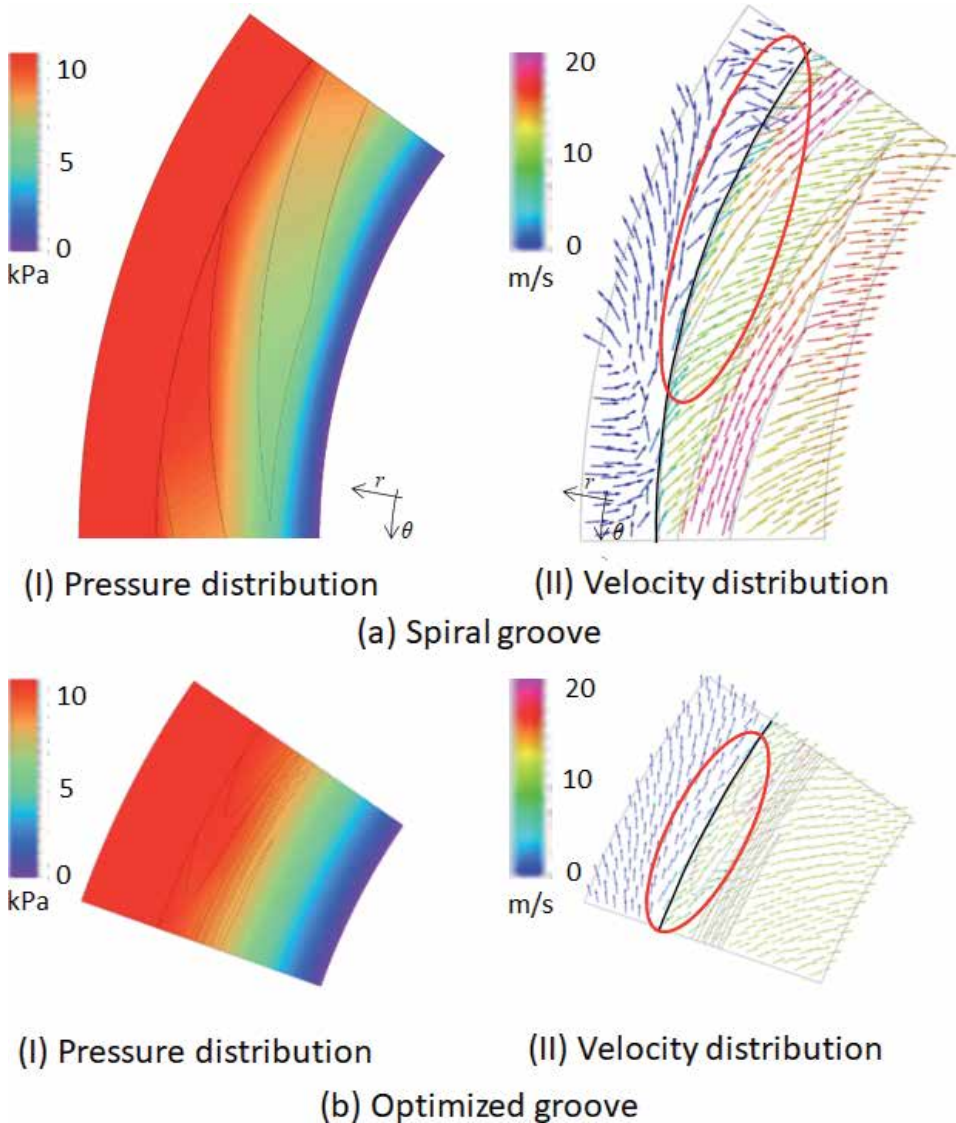 10
5
0
kPa
r
θ
20
10
0
m/s
r
θ
(I) Pressure distribution
(II) Velocity distribution
(a) Spiral groove
10
5
0
kPa
20
10
0
m/s
(I) Pressure distribution
(II) Velocity distribution
(b) Optimized groove